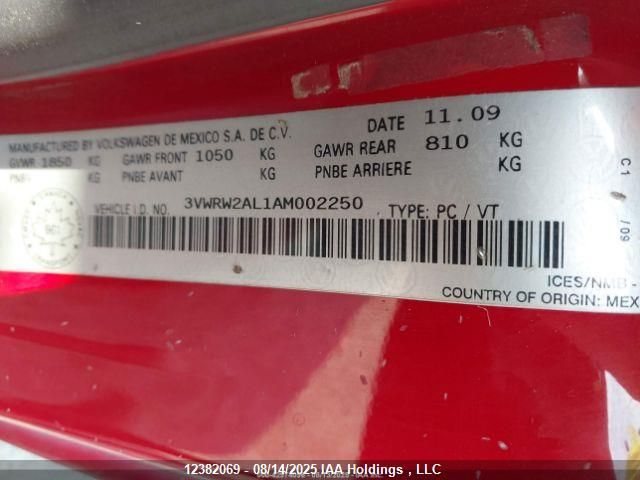 MANUFACTURED BY VOLKSWAGEN DE MEXICO S.A. DE C.V. DATE 11.09
GVWR 1850 KG GAWR FRONT 1050 KG GAWR REAR 810 KG
PNBE AVANT KG PNBE ARRIERE KG
VEHICLE I.D. NO. 3VWRW2AL1AM002250 TYPE: PC / VT
C1 /09
ICES/NMB -
COUNTRY OF ORIGIN: MEX
12382069 - 08/14/2025 IAA Holdings , LLC